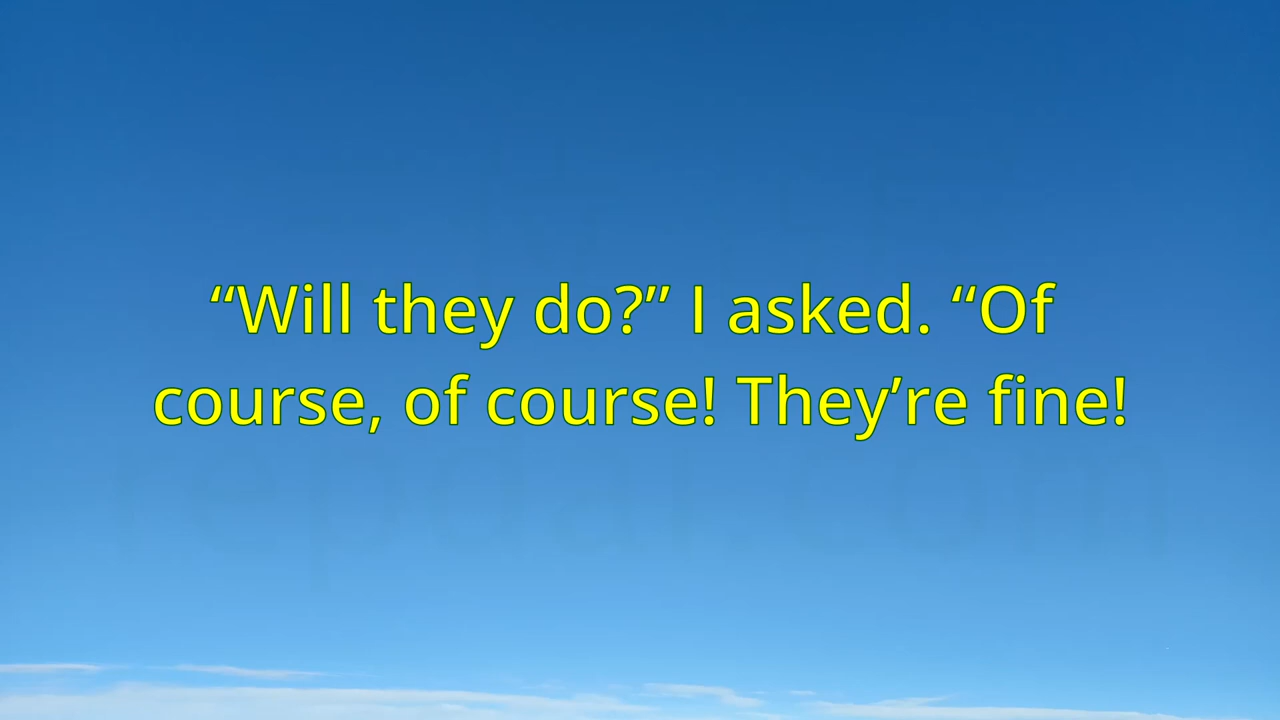 “Will they do?” I asked. “Of
course, of course! They’re fine!